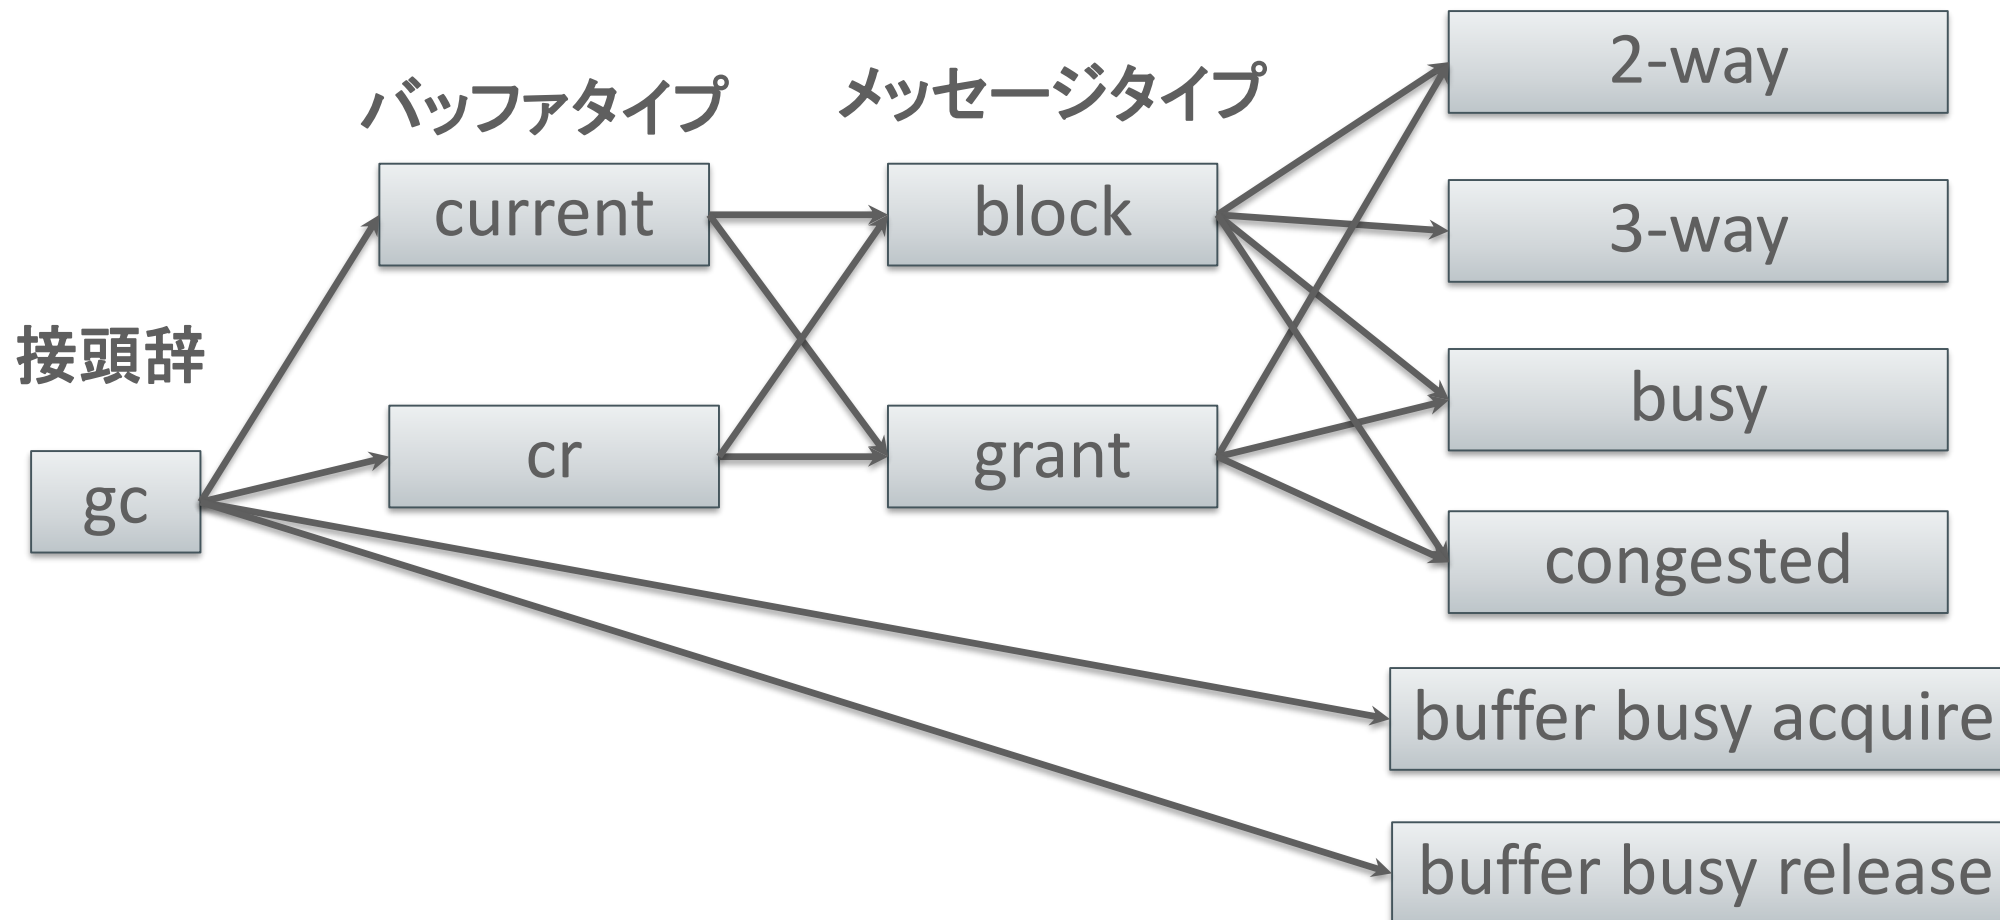 接頭辞
gc
バッファタイプ
current
cr
メッセージタイプ
block
grant
2-way
3-way
busy
congested
buffer busy acquire
buffer busy release